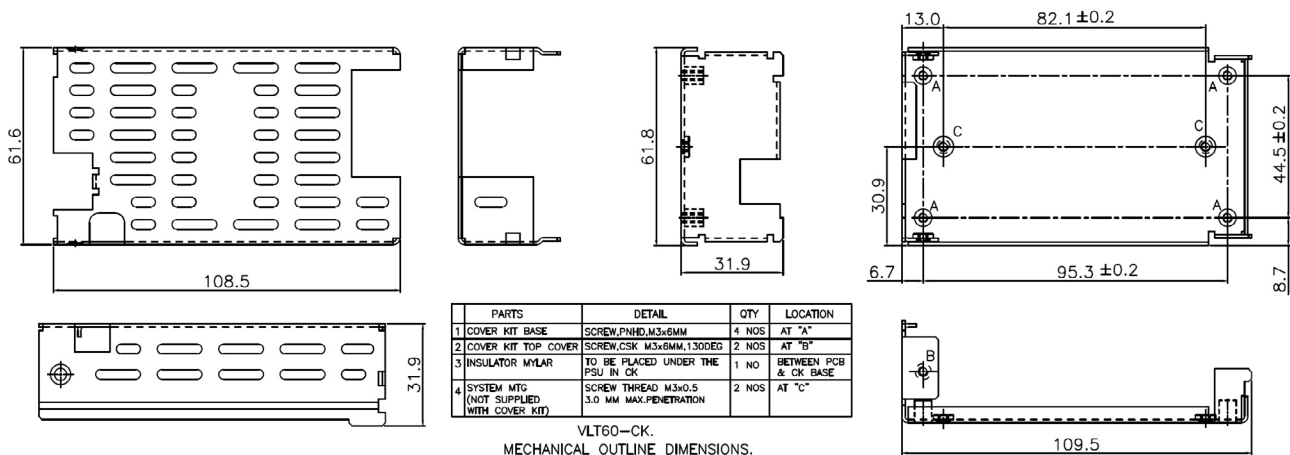 13.0
82.1±0.2
61.6
61.8
A
A
C
C
44.5±0.2
30.9
A
A
108.5
31.9
6.7
95.3±0.2
8.7
31.9
PARTS DETAIL QTY LOCATION
1 COVER KIT BASE SCREW,PNHD,M3x6MM 4 NOS AT "A"
2 COVER KIT TOP COVER SCREW,CSK M3x6MM,130DEG 2 NOS AT "B"
3 INSULATOR MYLAR TO BE PLACED UNDER THE PSU IN CK 1 NO BETWEEN PCB & CK BASE
4 SYSTEM MTG (NOT SUPPLIED WITH COVER KIT) SCREW THREAD M3x0.5 3.0 MM MAX.PENETRATION 2 NOS AT "C"
B
109.5
VLT60-CK.
MECHANICAL OUTLINE DIMENSIONS.